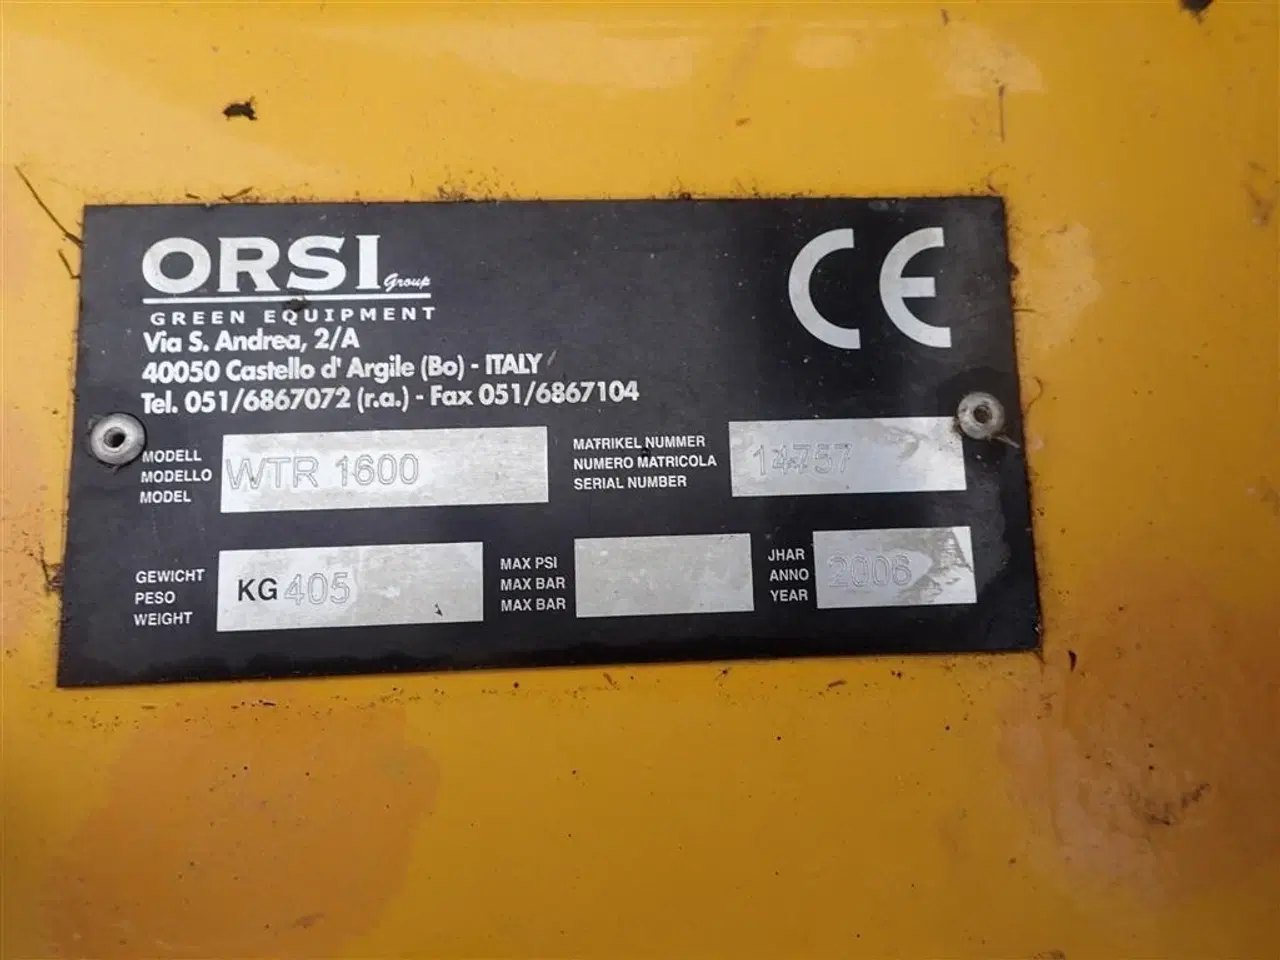 ORSI Group
GREEN EQUIPMENT
Via S. Andrea, 2/A
40050 Castello d' Argile (Bo) - ITALY
Tel. 051/6867072 (r.a.) - Fax 051/6867104
CE
MODELL
MODELLO
MODEL
WTR 1600
MATRIKEL NUMMER
NUMERO MATRICOLA
SERIAL NUMBER
14757
GEWICHT
PESO
WEIGHT
KG 405
MAX PSI
MAX BAR
MAX BAR
JHAR
ANNO
YEAR
2006